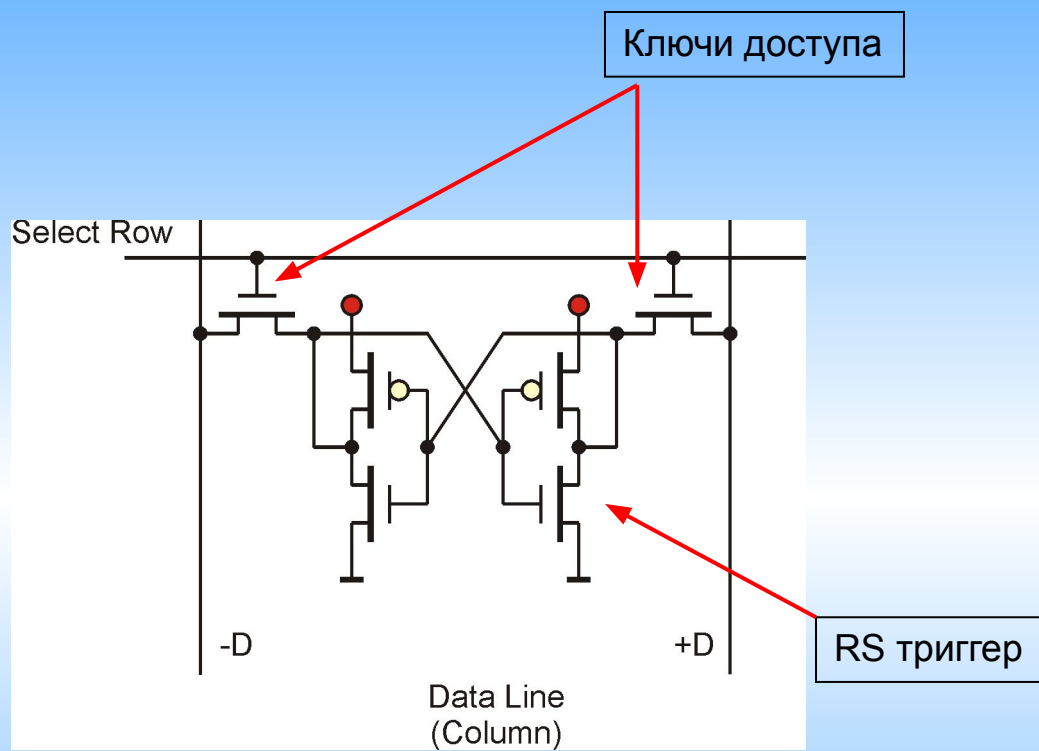 Ключи доступа
Select Row
-D
+D
RS триггер
Data Line
(Column)